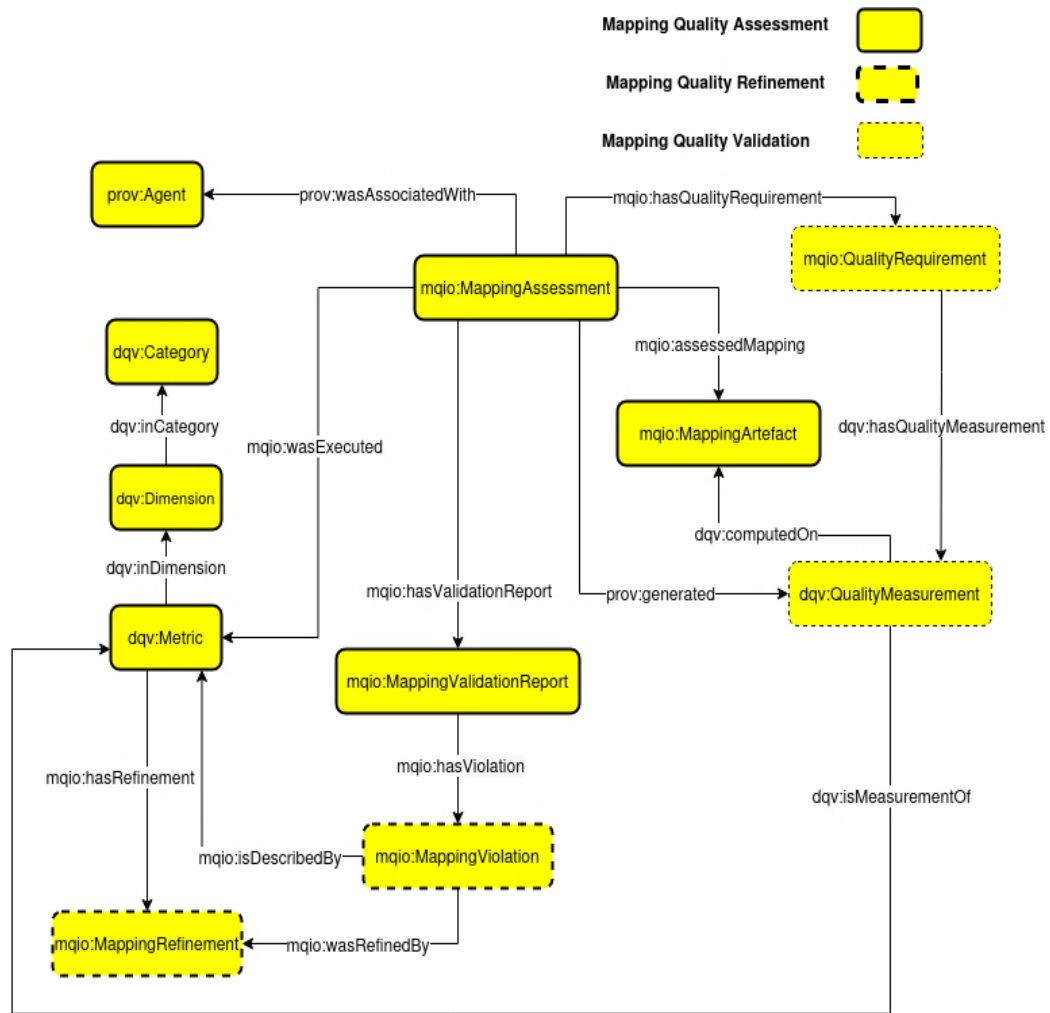 Mapping Quality Assessment
Mapping Quality Refinement
Mapping Quality Validation
prov:Agent
prov:wasAssociatedWith
mqio:hasQualityRequirement
mqio:QualityRequirement
mqio:MappingAssessment
dqv:Category
mqio:assessedMapping
dqv:inCategory
mqio:wasExecuted
mqio:MappingArtefact
dqv:hasQualityMeasurement
dqv:Dimension
dqv:computedOn
dqv:inDimension
mqio:hasValidationReport
prov:generated
dqv:QualityMeasurement
dqv:Metric
mqio:MappingValidationReport
mqio:hasRefinement
mqio:hasViolation
dqv:isMeasurementOf
mqio:isDescribedBy
mqio:MappingViolation
mqio:MappingRefinement
mqio:wasRefinedBy